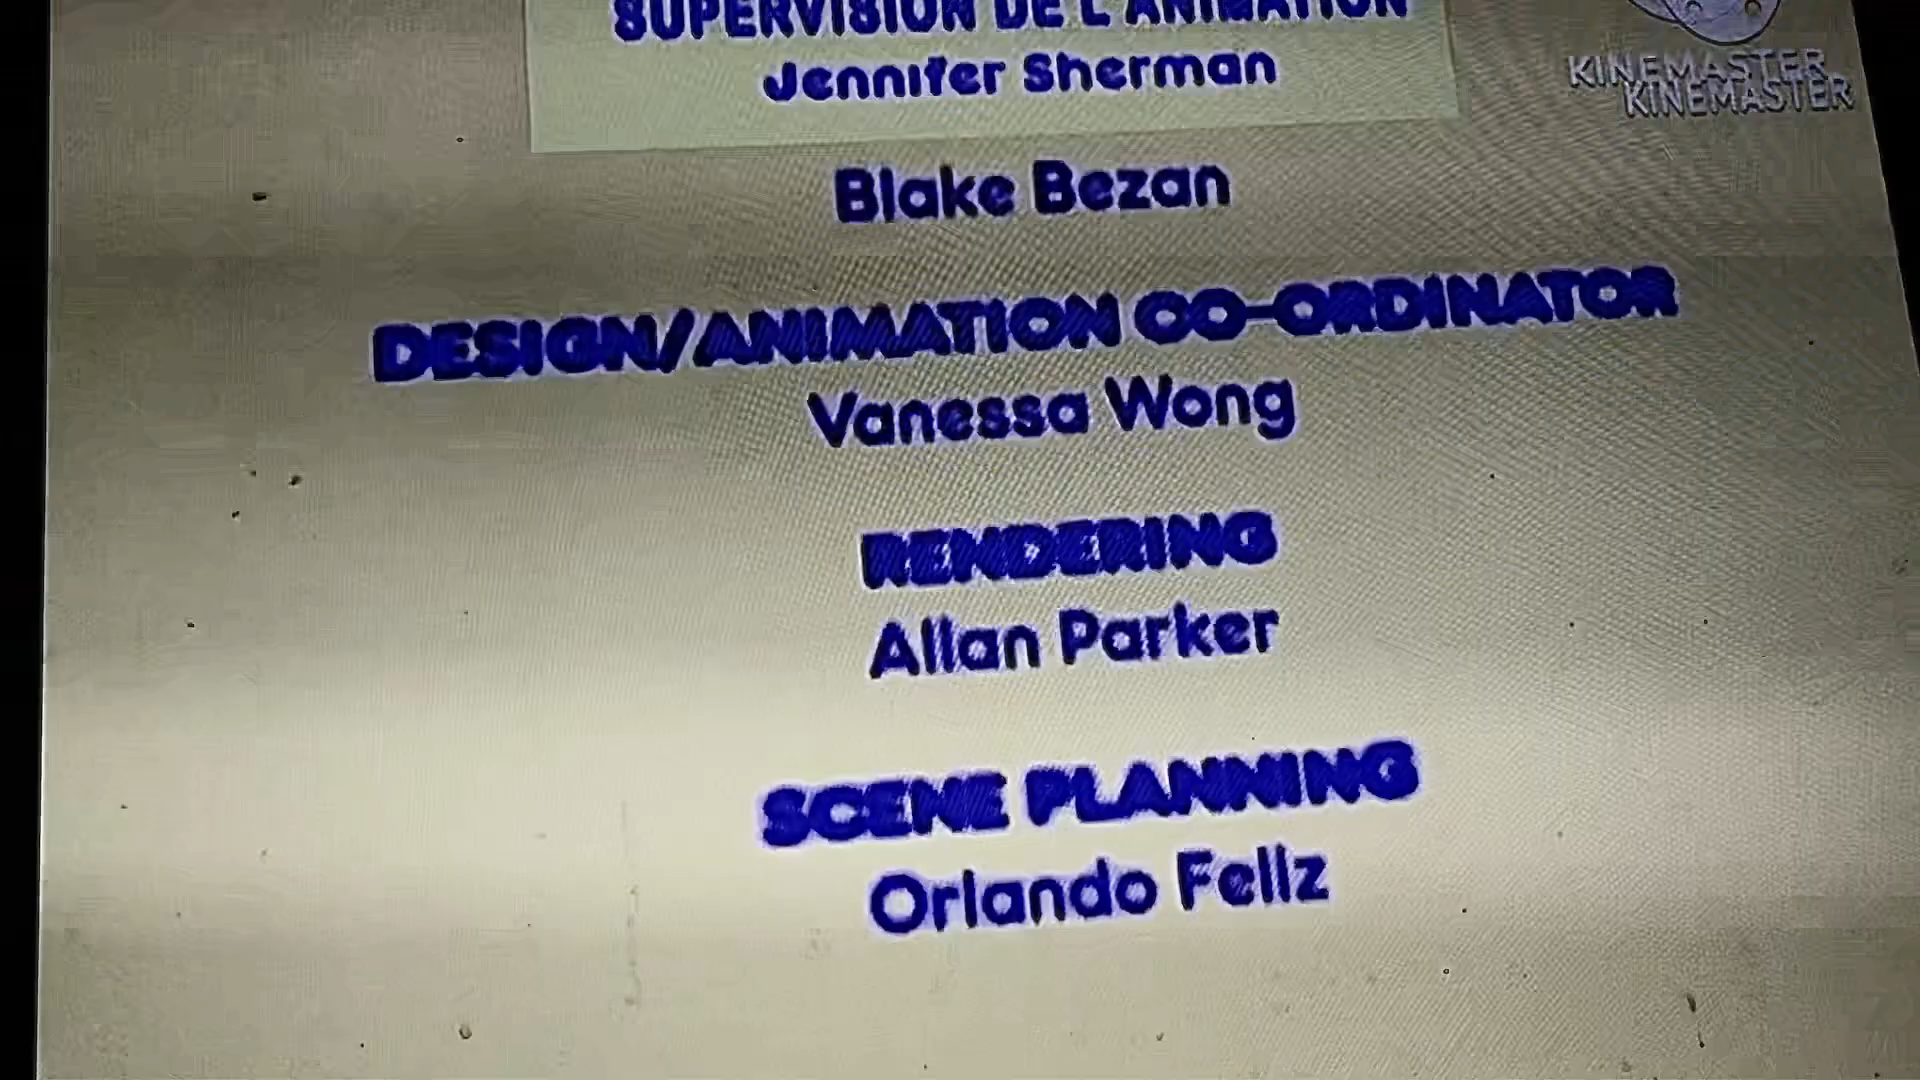 SUPERVISION DE L'ANIMATION
Jennifer Sherman
KINEMASTER
KINEMASTER
Blake Bezan
DESIGN/ANIMATION CO-ORDINATOR
Vanessa Wong
RENDERING
Allan Parker
SCENE PLANNING
Orlando Feliz